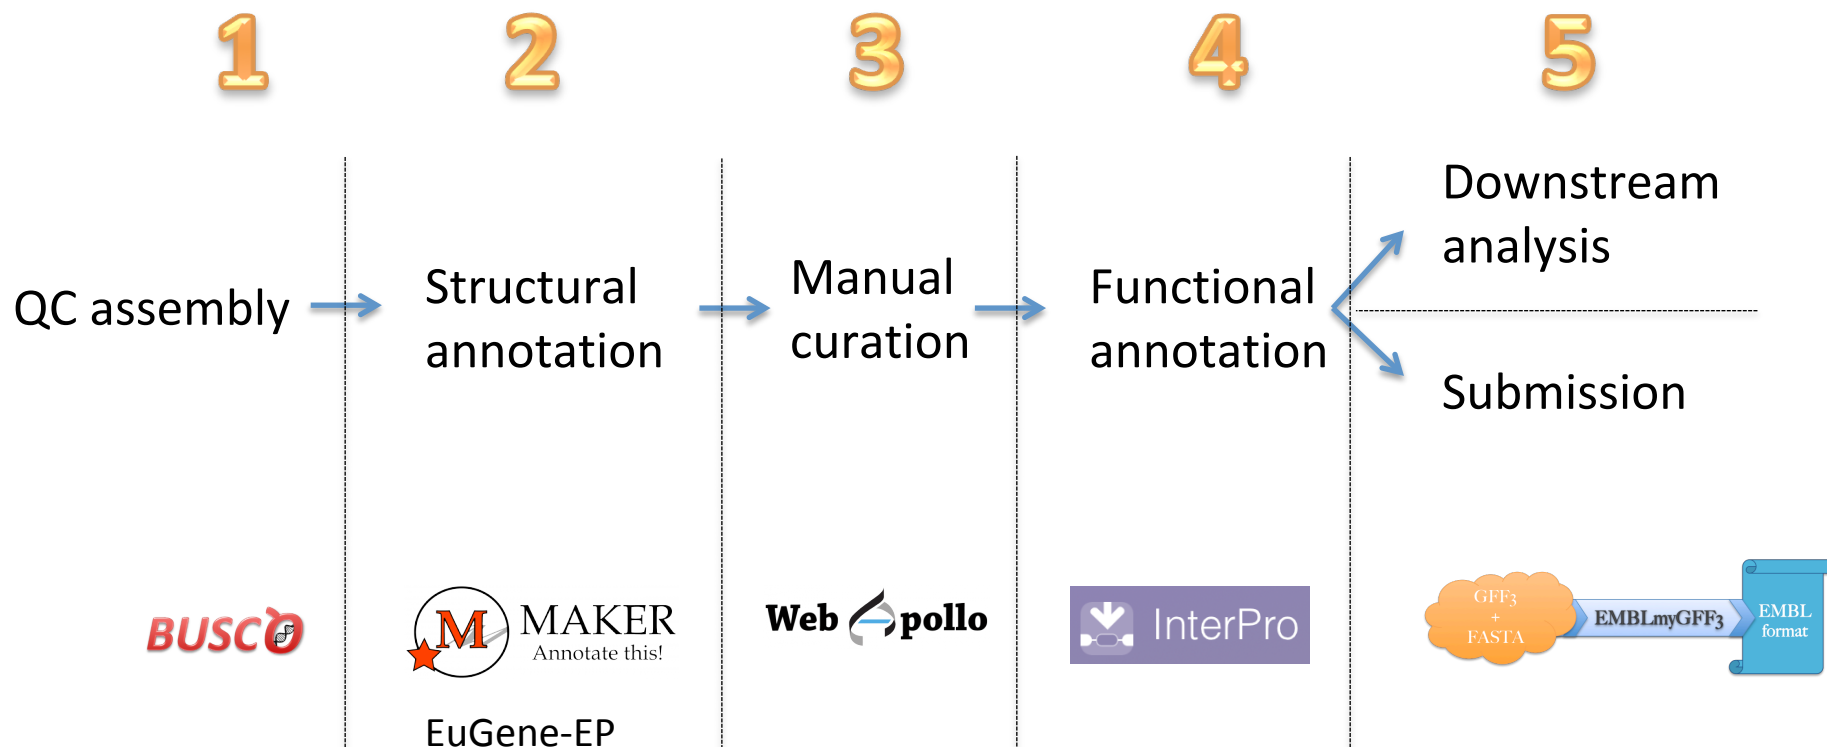 1 2 3 4 5
QC assembly
Structural
annotation
Manual
curation
Functional
annotation
Downstream
analysis
Submission
BUSCO
M
MAKER
Annotate this!
EuGene-EP
Web Apollo
InterPro
GFF3
+
FASTA
EMBLmyGFF3
EMBL
format